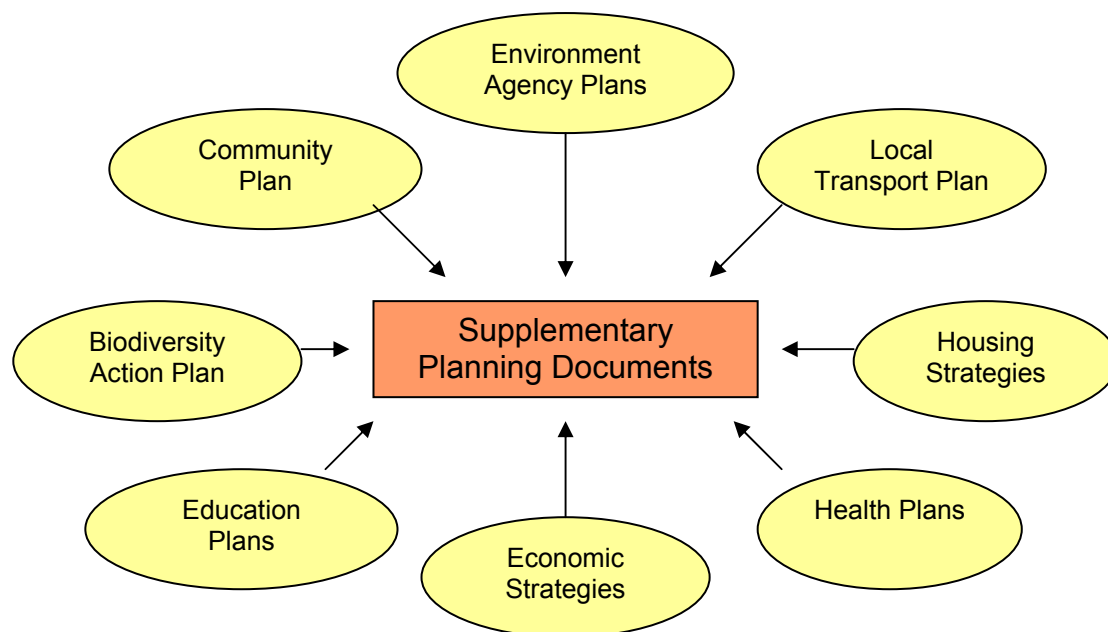 Environment
Agency Plans
Community
Plan
Local
Transport Plan
Supplementary
Planning Documents
Biodiversity
Action Plan
Housing
Strategies
Education
Plans
Health Plans
Economic
Strategies